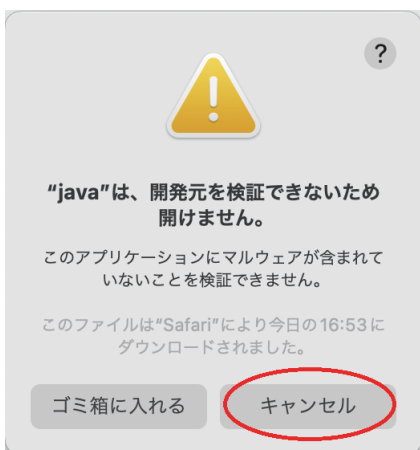 ?
“java”は、開発元を検証できないため
開けません。
このアプリケーションにマルウェアが含まれて
いないことを検証できません。
このファイルは“Safari”により今日の16:53に
ダウンロードされました。
ゴミ箱に入れる
キャンセル